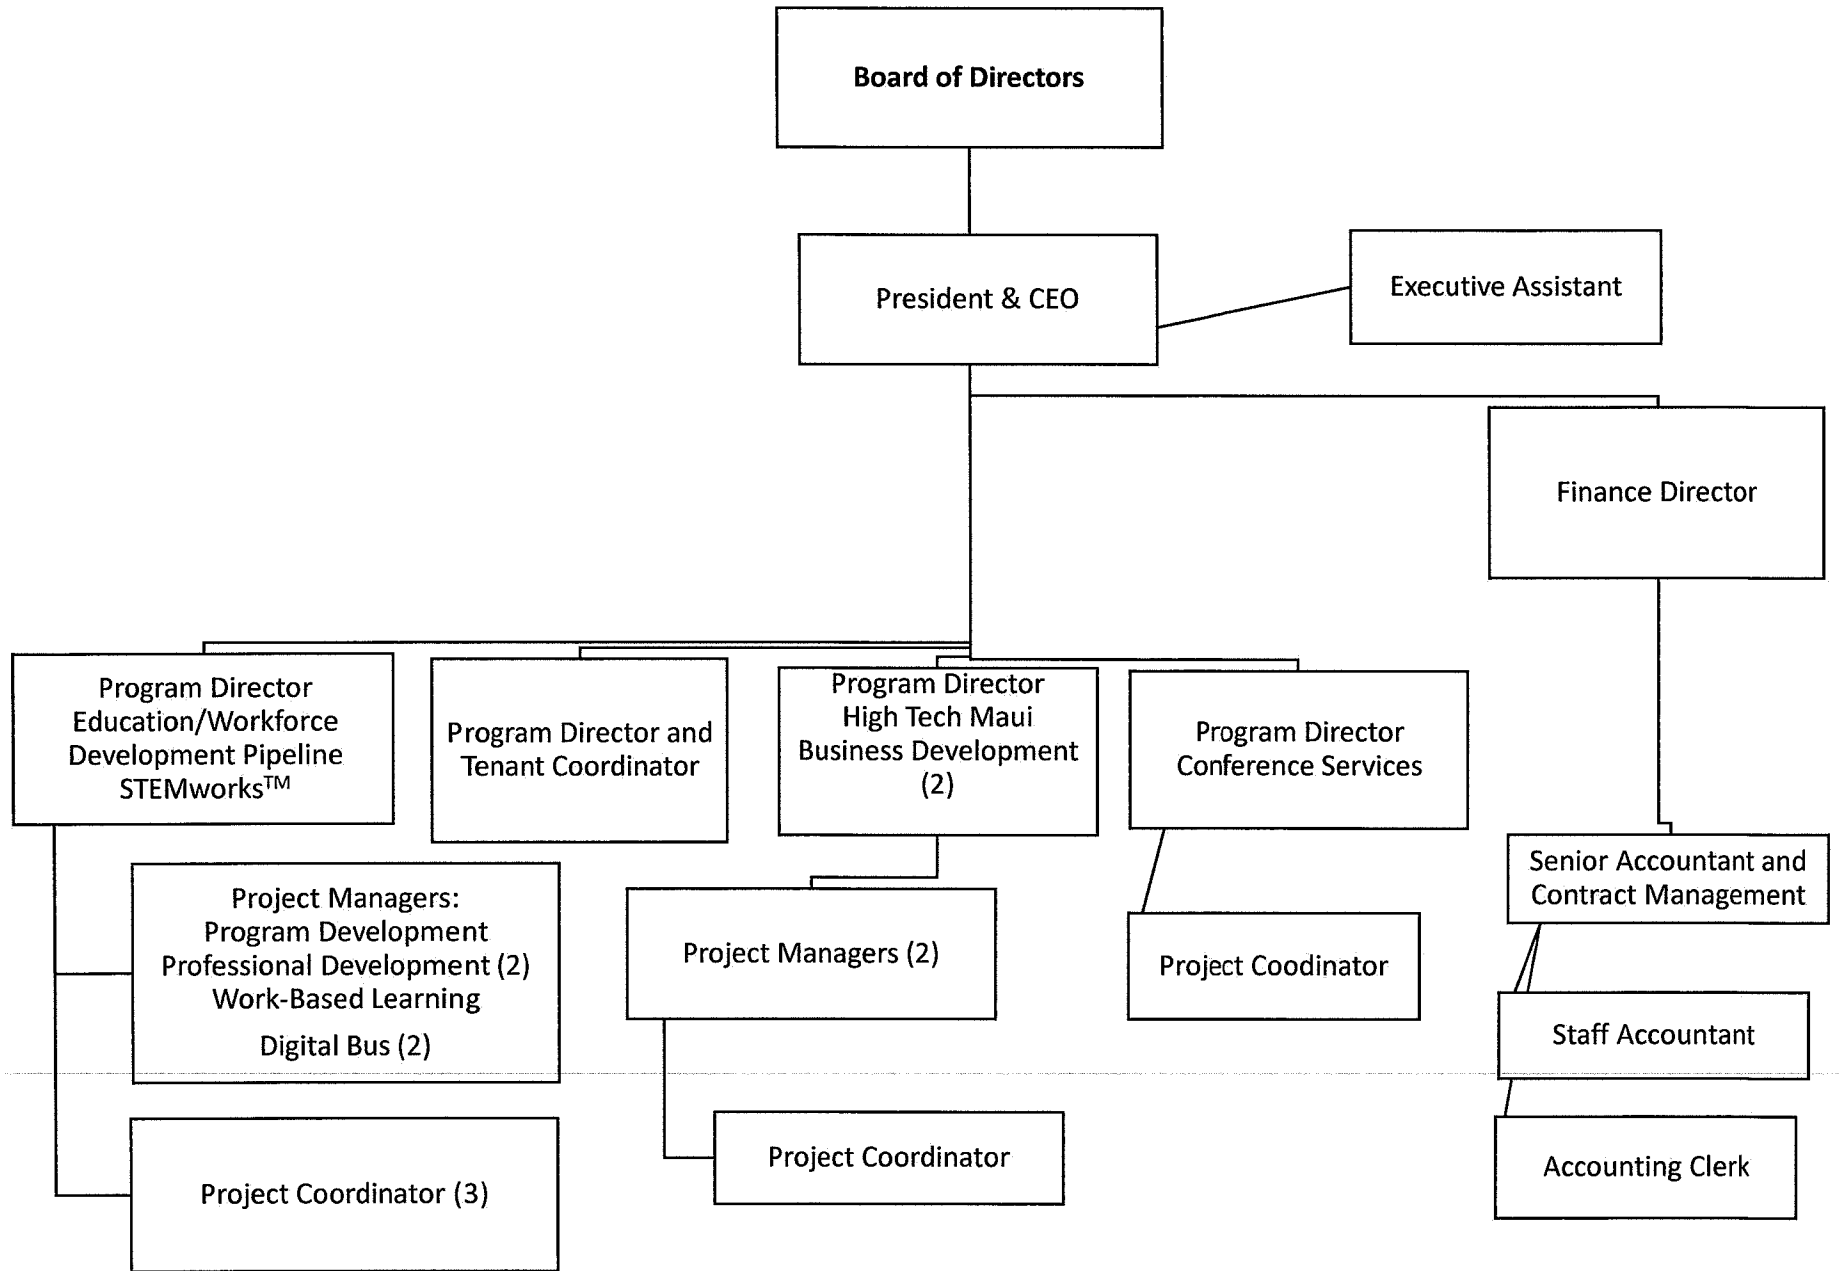 Board of Directors
President & CEO
Executive Assistant
Finance Director
Program Director
Education/Workforce
Development Pipeline
STEMworks™
Program Director and
Tenant Coordinator
Program Director
High Tech Maui
Business Development
(2)
Program Director
Conference Services
Senior Accountant and
Contract Management
Project Managers:
Program Development
Professional Development (2)
Work-Based Learning
Digital Bus (2)
Project Managers (2)
Project Coodinator
Staff Accountant
Project Coordinator (3)
Project Coordinator
Accounting Clerk